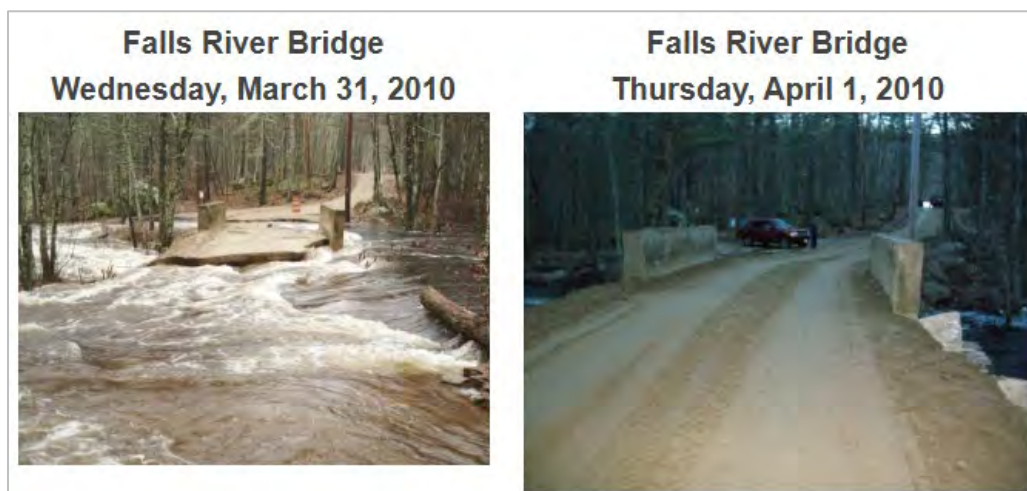 Falls River Bridge
Wednesday, March 31, 2010
Falls River Bridge
Thursday, April 1, 2010